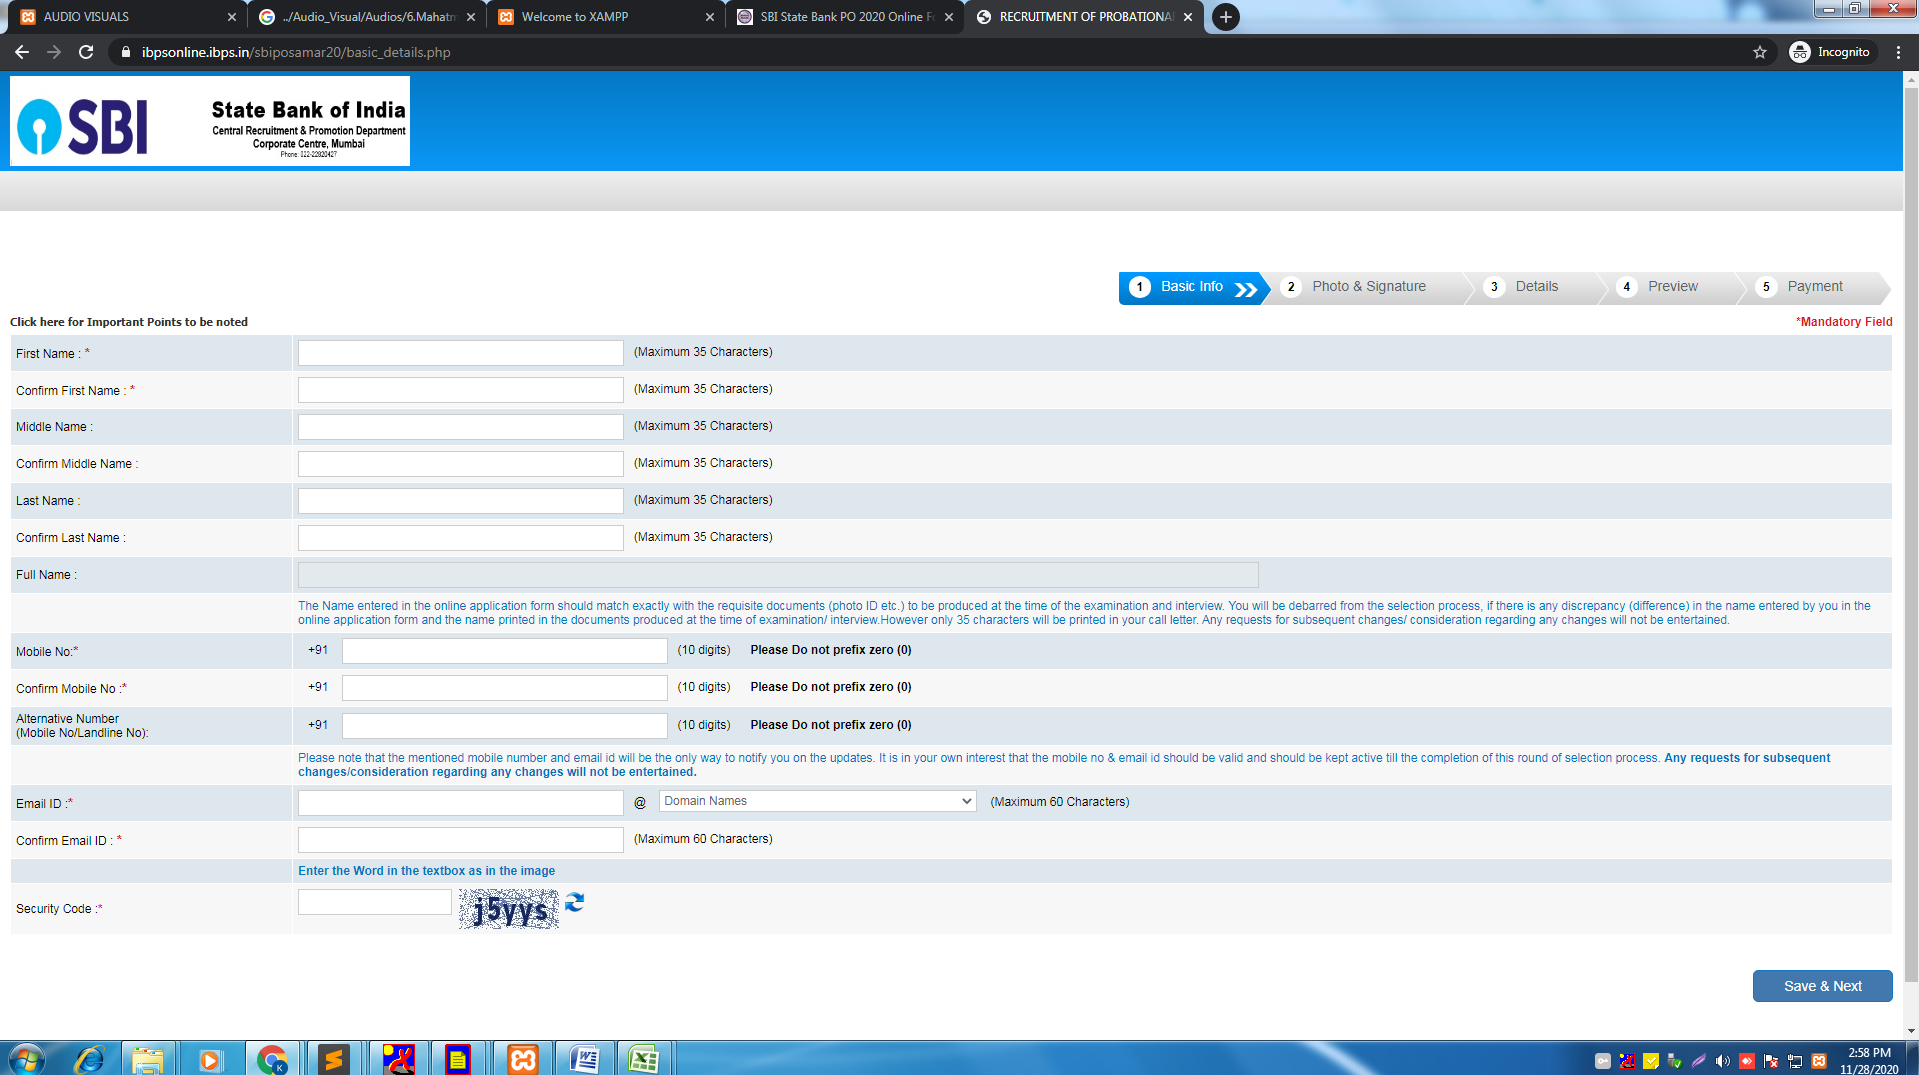 AUDIO VISUALS
../Audio_Visual/Audios/6.Mahatm
Welcome to XAMPP
SBI State Bank PO 2020 Online Fo
RECRUITMENT OF PROBATIONA
ibpsonline.ibps.in/sbiposamar20/basic_details.php
Incognito
SBI
State Bank of India
Central Recruitment & Promotion Department
Corporate Centre, Mumbai
Phone: 022-22820427
1 Basic Info
2 Photo & Signature
3 Details
4 Preview
5 Payment
Click here for Important Points to be noted
*Mandatory Field
First Name : * (Maximum 35 Characters)
Confirm First Name : * (Maximum 35 Characters)
Middle Name : (Maximum 35 Characters)
Confirm Middle Name : (Maximum 35 Characters)
Last Name : (Maximum 35 Characters)
Confirm Last Name : (Maximum 35 Characters)
Full Name :
The Name entered in the online application form should match exactly with the requisite documents (photo ID etc.) to be produced at the time of the examination and interview. You will be debarred from the selection process, if there is any discrepancy (difference) in the name entered by you in the
online application form and the name printed in the documents produced at the time of examination/ interview.However only 35 characters will be printed in your call letter. Any requests for subsequent changes/ consideration regarding any changes will not be entertained.
Mobile No:* +91 (10 digits) Please Do not prefix zero (0)
Confirm Mobile No :* +91 (10 digits) Please Do not prefix zero (0)
Alternative Number
(Mobile No/Landline No): +91 (10 digits) Please Do not prefix zero (0)
Please note that the mentioned mobile number and email id will be the only way to notify you on the updates. It is in your own interest that the mobile no & email id should be valid and should be kept active till the completion of this round of selection process. Any requests for subsequent
changes/consideration regarding any changes will not be entertained.
Email ID :* @ Domain Names (Maximum 60 Characters)
Confirm Email ID : * (Maximum 60 Characters)
Enter the Word in the textbox as in the image
Security Code :* j5yys
Save & Next
2:58 PM
11/28/2020